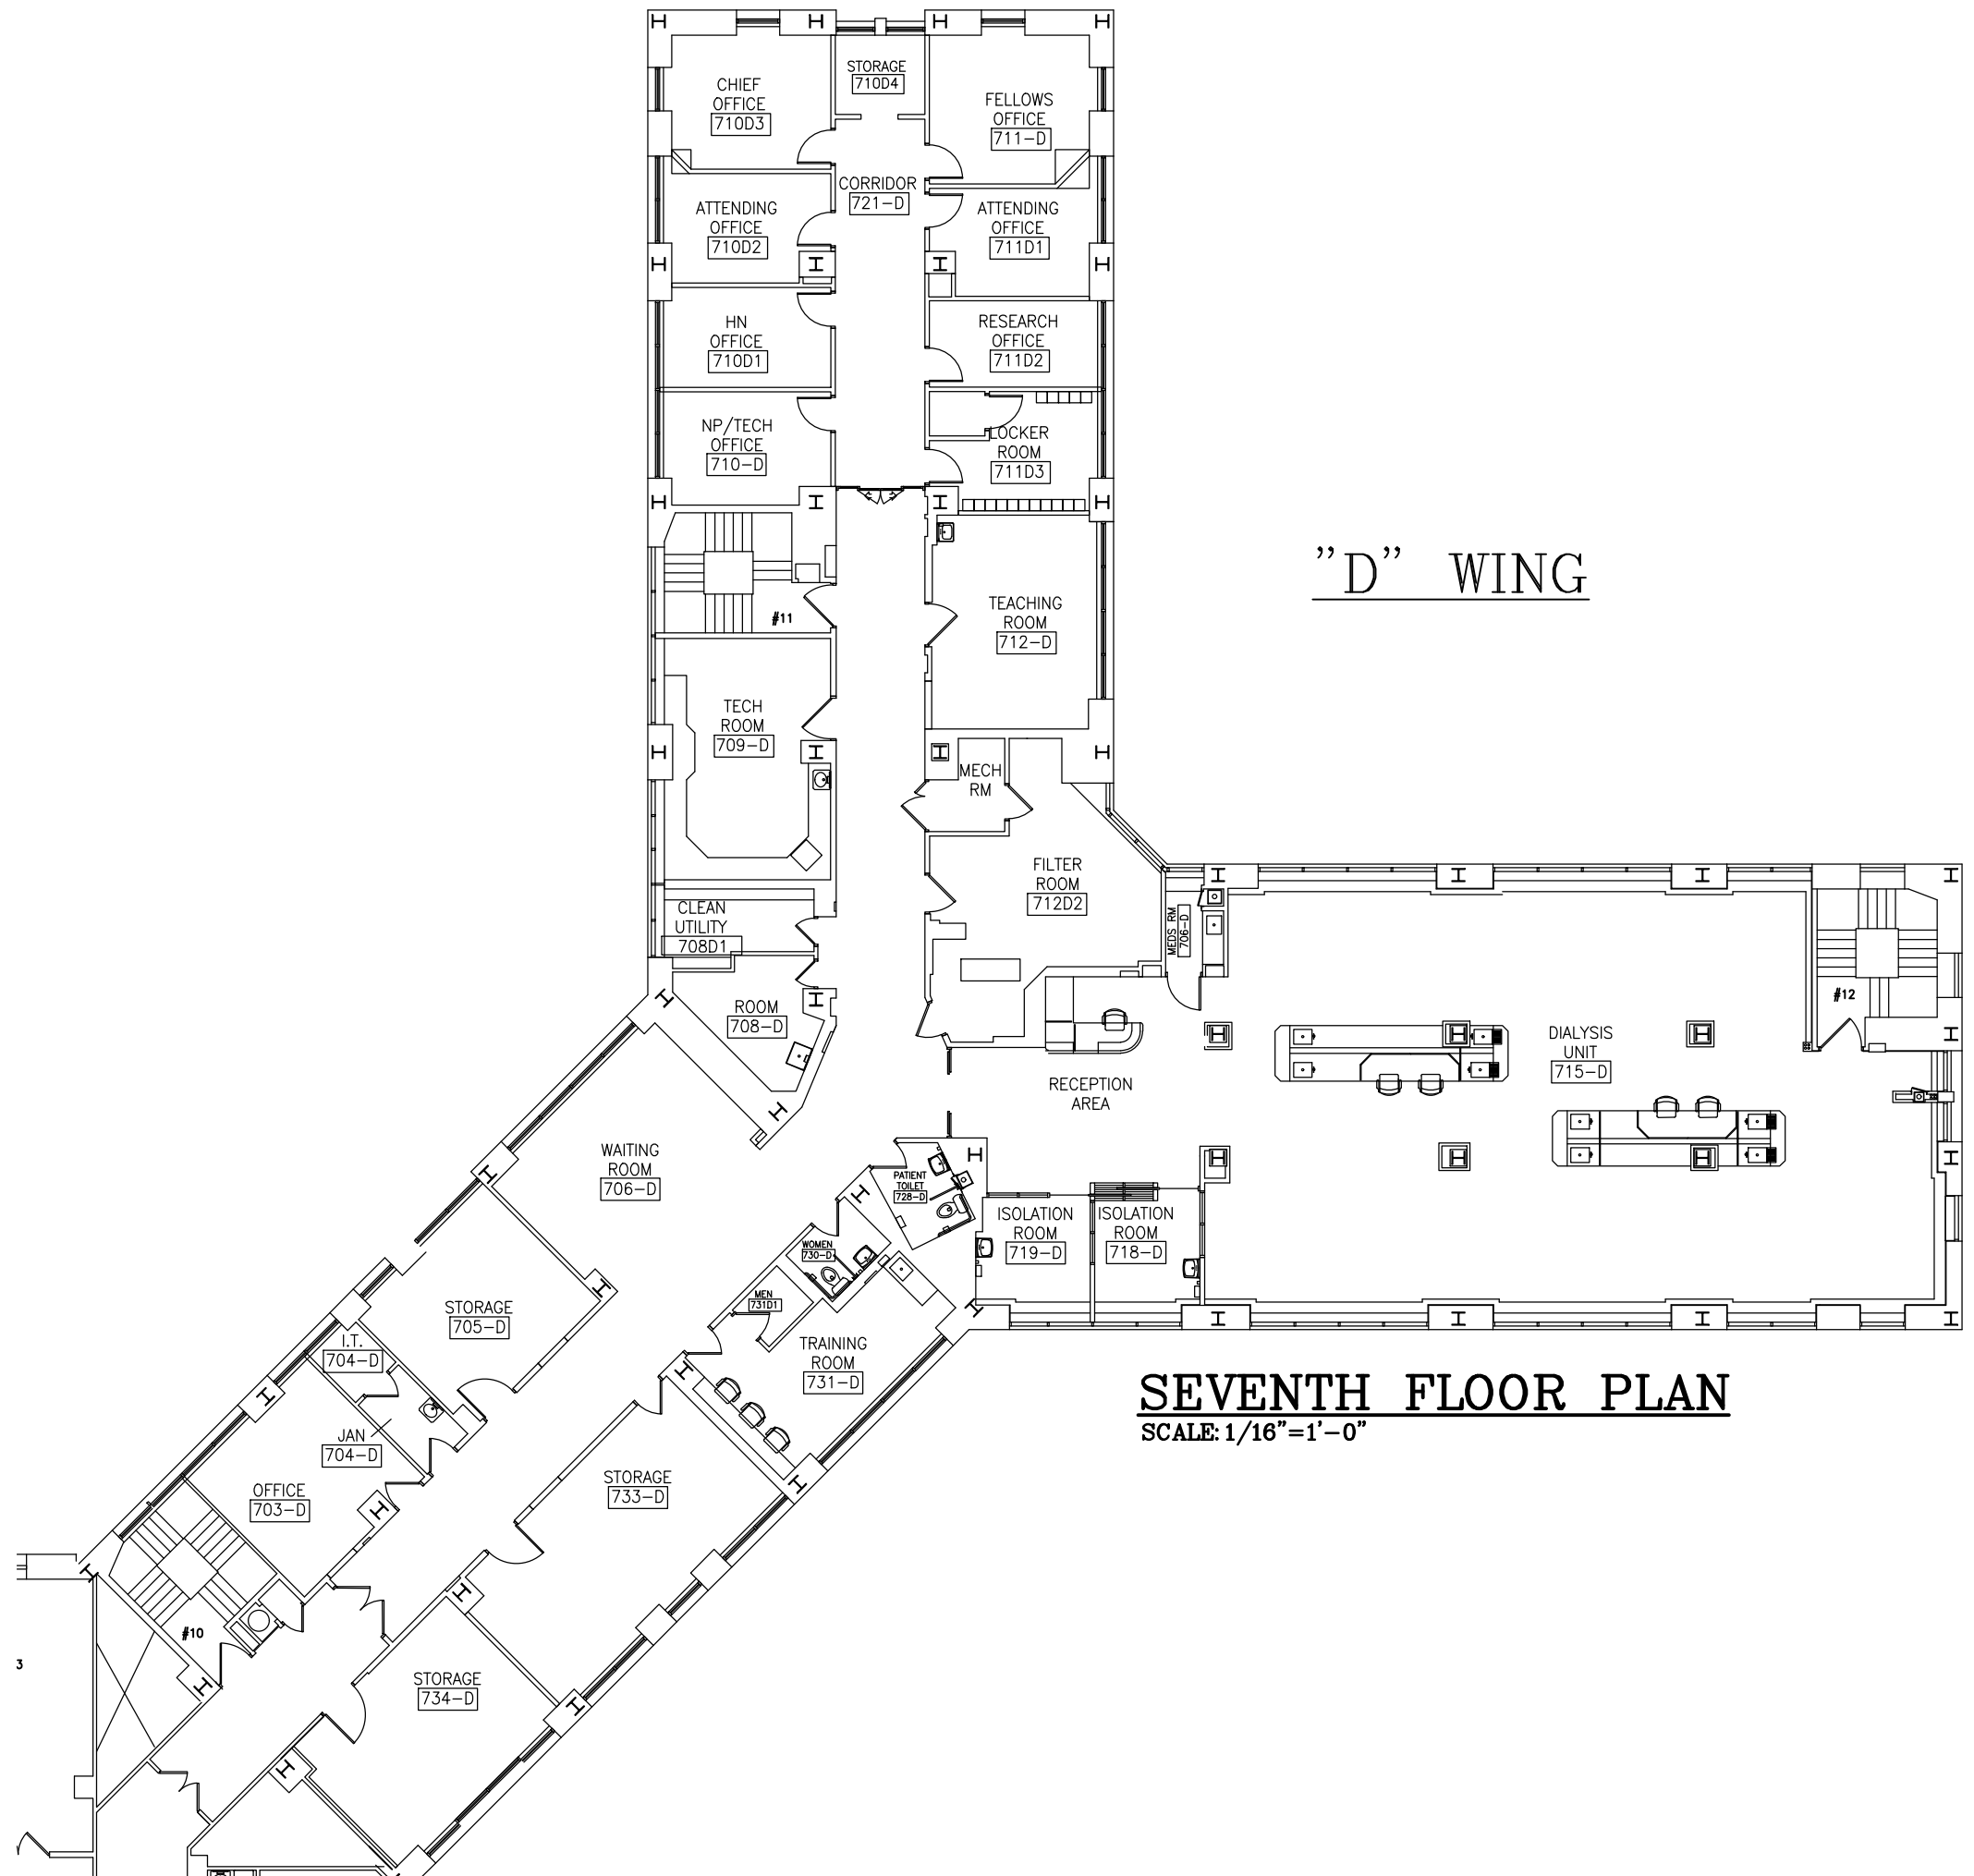 STORAGE
710D4
CHIEF
OFFICE
710D3
FELLOWS
OFFICE
711-D
CORRIDOR
721-D
ATTENDING
OFFICE
710D2
ATTENDING
OFFICE
711D1
HN
OFFICE
710D1
RESEARCH
OFFICE
711D2
NP/TECH
OFFICE
710-D
LOCKER
ROOM
711D3
"D" WING
#11
TEACHING
ROOM
712-D
TECH
ROOM
709-D
MECH
RM
FILTER
ROOM
712D2
CLEAN
UTILITY
708D1
MEDS RM
706-D
ROOM
708-D
#12
DIALYSIS
UNIT
715-D
RECEPTION
AREA
WAITING
ROOM
706-D
PATIENT
TOILET
728-D
ISOLATION
ROOM
719-D
ISOLATION
ROOM
718-D
WOMEN
730-D
MEN
731D1
STORAGE
705-D
I.T.
704-D
TRAINING
ROOM
731-D
SEVENTH FLOOR PLAN
SCALE: 1/16"=1'-0"
JAN
704-D
OFFICE
703-D
STORAGE
733-D
#10
3
STORAGE
734-D